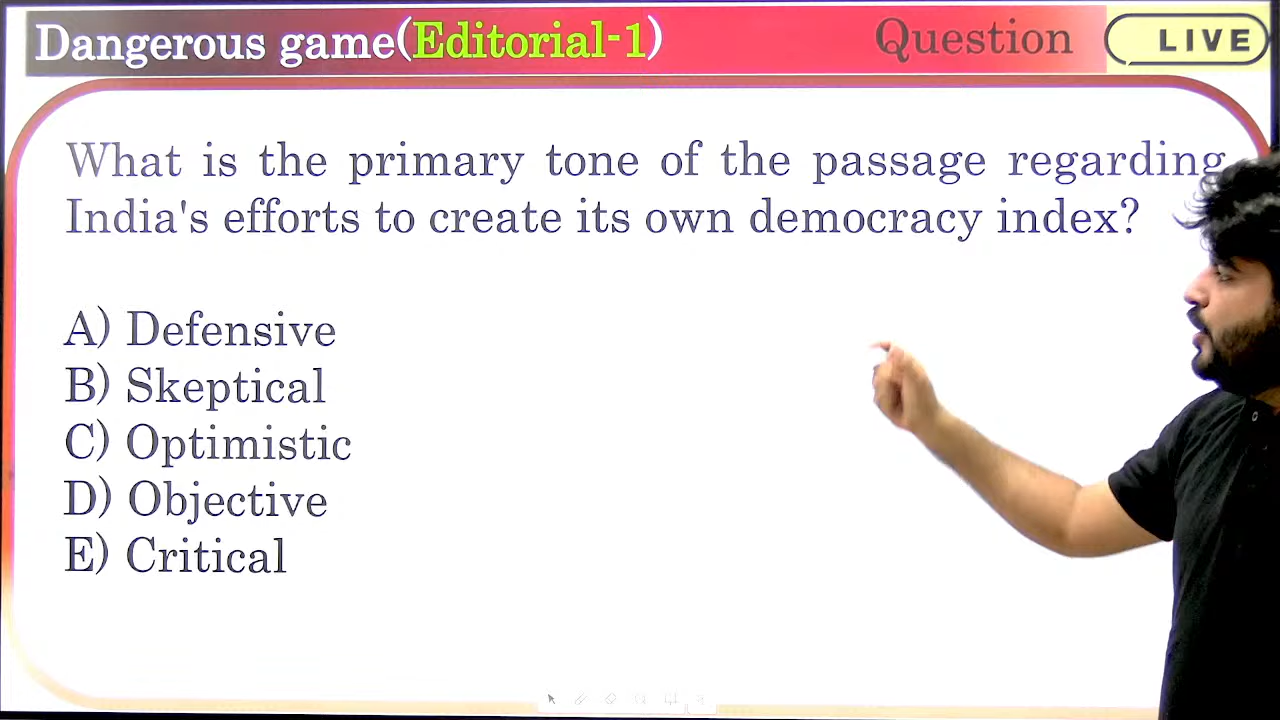 Dangerous game(Editorial-1)
Question
LIVE
What is the primary tone of the passage regarding
India's efforts to create its own democracy index?
A) Defensive
B) Skeptical
C) Optimistic
D) Objective
E) Critical